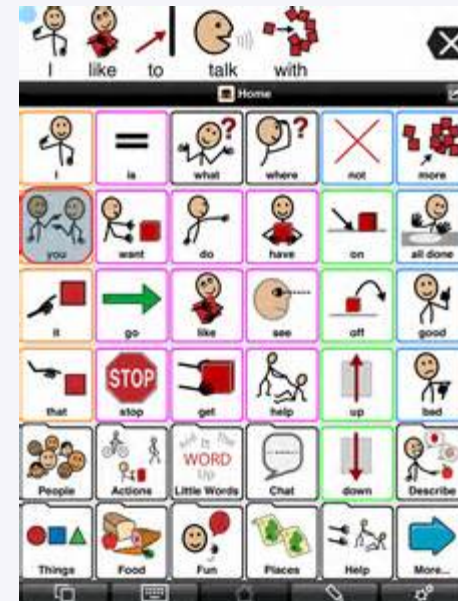 I like to talk with
Home
I is what where not more
you want do have on all done
it go like see off good
that STOP stop get help up bad
WORD
People Actions Little Words Chat down Describe
Things Food Fun Places Help More...